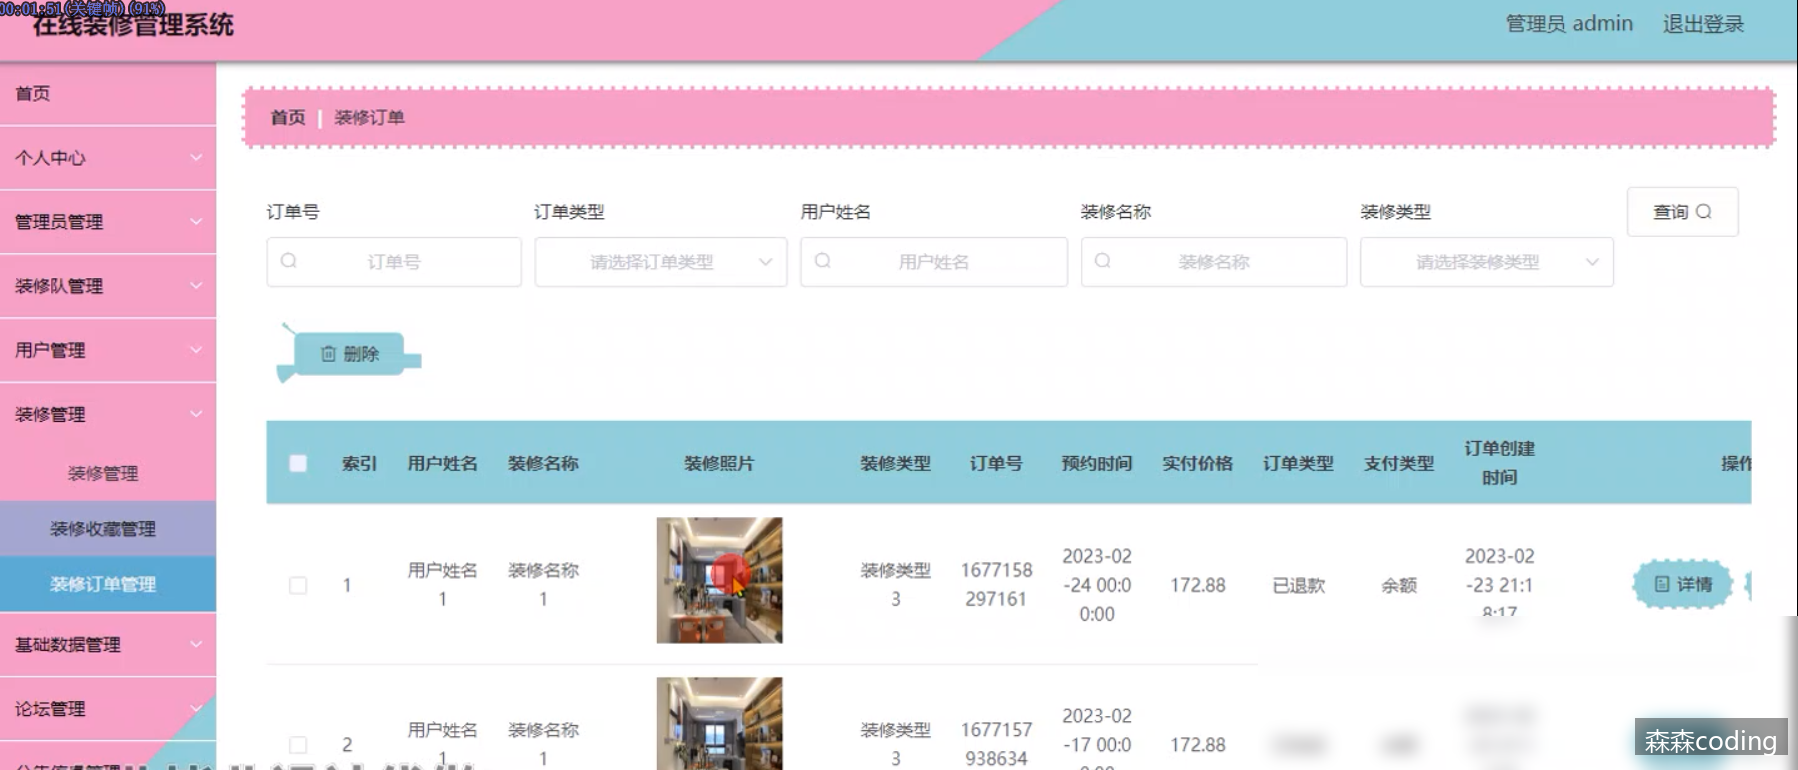 00:01:51(关键帧)(91%)
在线装修管理系统
管理员 admin
退出登录
首页
个人中心
管理员管理
装修队管理
用户管理
装修管理
装修管理
装修收藏管理
装修订单管理
基础数据管理
论坛管理
首页 | 装修订单
订单号
订单类型
用户姓名
装修名称
装修类型
查询
订单号
请选择订单类型
用户姓名
装修名称
请选择装修类型
删除
索引
用户姓名
装修名称
装修照片
装修类型
订单号
预约时间
实付价格
订单类型
支付类型
订单创建
时间
操作
1
用户姓名
1
装修名称
1
装修类型
3
1677158
297161
2023-02
-24 00:0
0:00
172.88
已退款
余额
2023-02
-23 21:1
8:17
详情
2
用户姓名
1
装修名称
1
装修类型
3
1677157
938634
2023-02
-17 00:0
172.88
森森coding